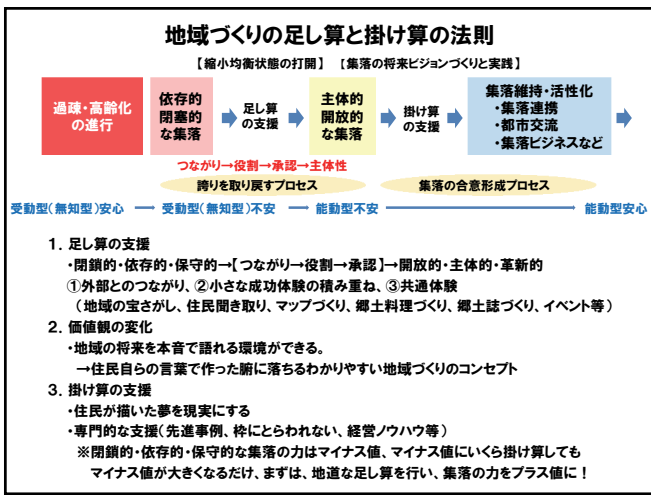 地域づくりの足し算と掛け算の法則
【縮小均衡状態の打開】 【集落の将来ビジョンづくりと実践】
過疎・高齢化
の進行
依存的
閉塞的
な集落
足し算
の支援
主体的
開放的
な集落
掛け算
の支援
集落維持・活性化
・集落連携
・都市交流
・集落ビジネスなど
つながり→役割→承認→主体性
誇りを取り戻すプロセス
集落の合意形成プロセス
受動型(無知型)安心 → 受動型(無知型)不安 → 能動型不安 → 能動型安心
1. 足し算の支援
・閉鎖的・依存的・保守的→【つながり→役割→承認】→開放的・主体的・革新的
①外部とのつながり、②小さな成功体験の積み重ね、③共通体験
(地域の宝さがし、住民聞き取り、マップづくり、郷土料理づくり、郷土誌づくり、イベント等)
2. 価値観の変化
・地域の将来を本音で語れる環境ができる。
→住民自らの言葉で作った腑に落ちるわかりやすい地域づくりのコンセプト
3. 掛け算の支援
・住民が描いた夢を現実にする
・専門的な支援(先進事例、枠にとらわれない、経営ノウハウ等)
※閉鎖的・依存的・保守的な集落の力はマイナス値、マイナス値にいくら掛け算しても
マイナス値が大きくなるだけ、まずは、地道な足し算を行い、集落の力をプラス値に!